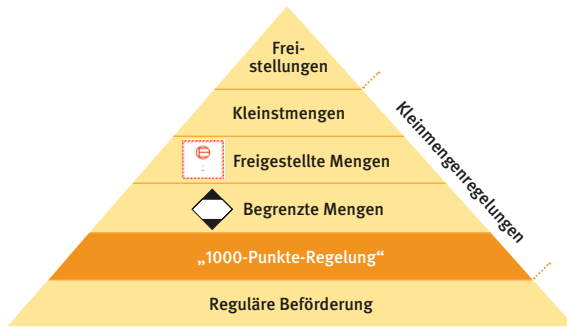 Frei-
stellungen
Kleinstmengen
Freigestellte Mengen
Begrenzte Mengen
„1000-Punkte-Regelung“
Reguläre Beförderung
Kleinmengenregelungen